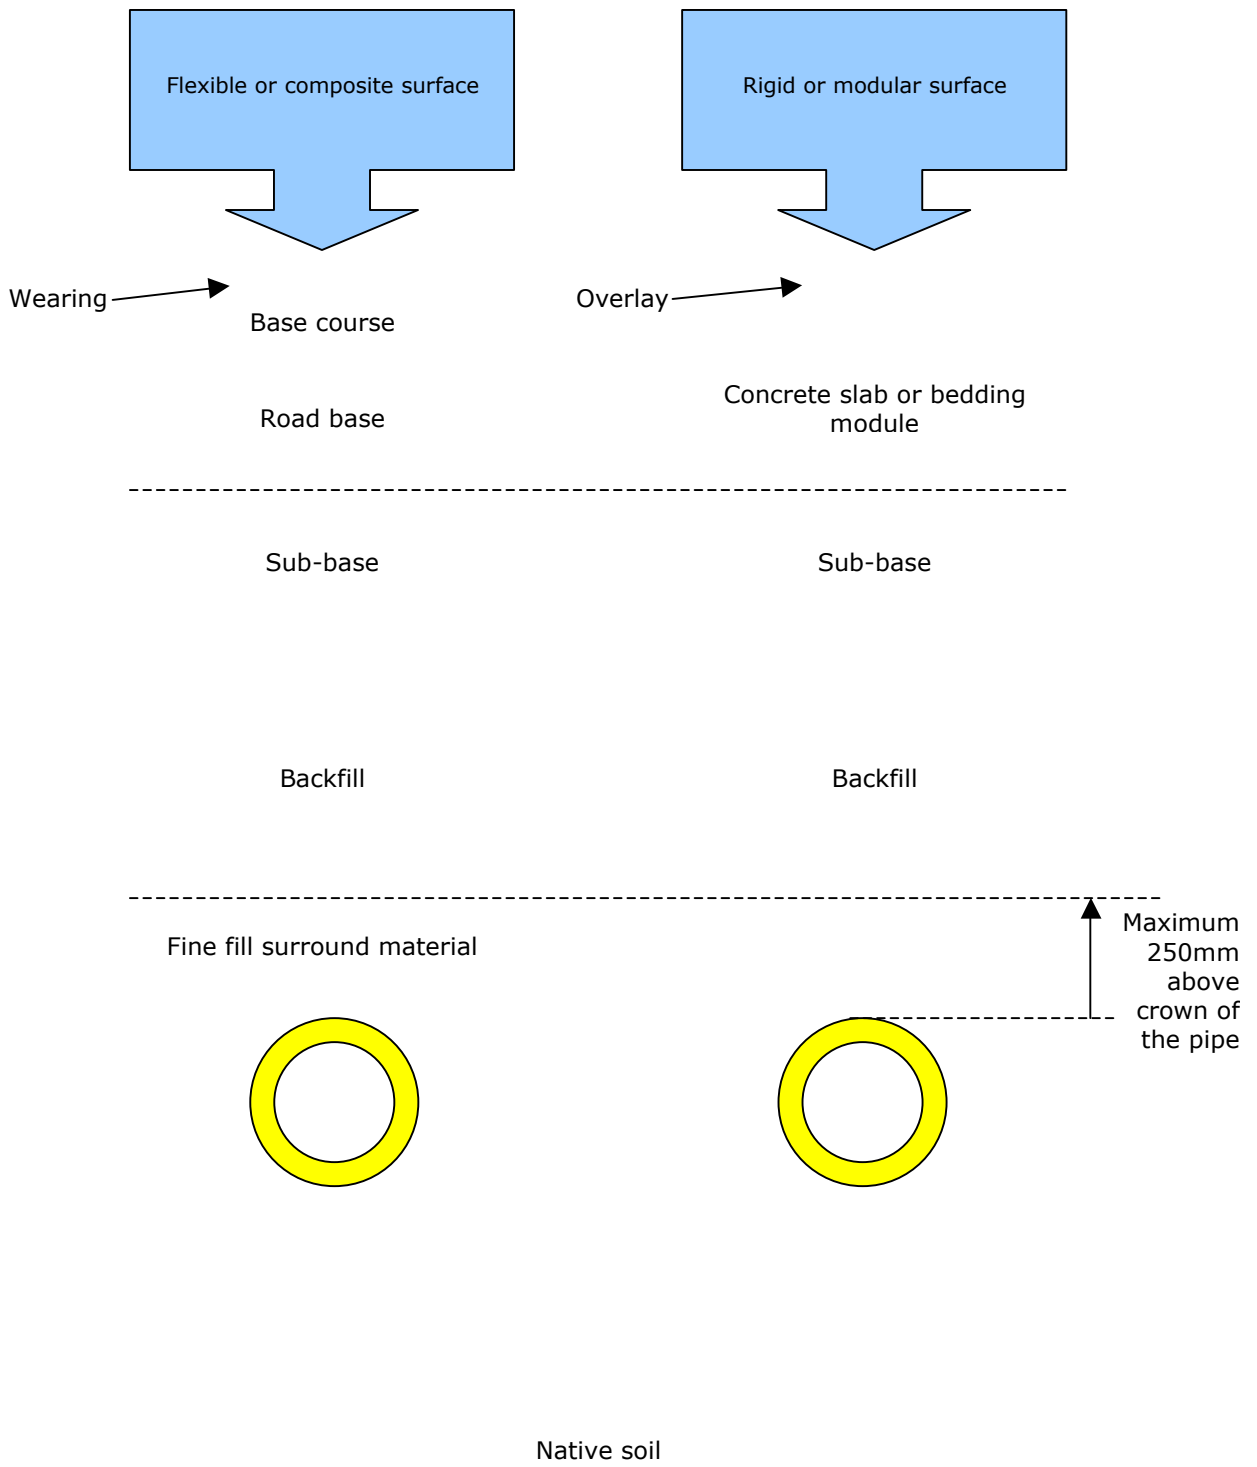 Flexible or composite surface
Rigid or modular surface
Wearing
Overlay
Base course
Concrete slab or bedding
module
Road base
Sub-base
Sub-base
Backfill
Backfill
Fine fill surround material
Maximum
250mm
above
crown of
the pipe
Native soil